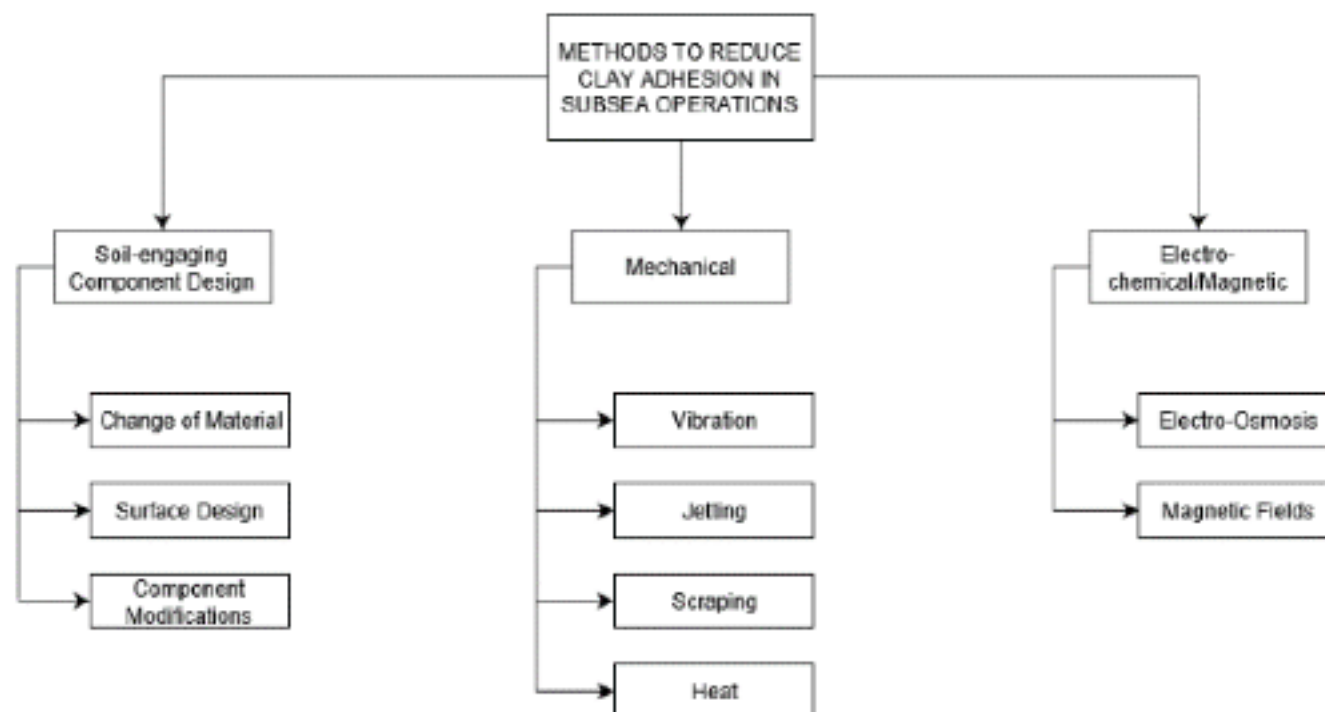 METHODS TO REDUCE
CLAY ADHESION IN
SUBSEA OPERATIONS
Soil-engaging
Component Design
Change of Material
Surface Design
Component
Modifications
Mechanical
Vibration
Jetting
Scraping
Heat
Electro-
chemical/Magnetic
Electro-Osmosis
Magnetic Fields